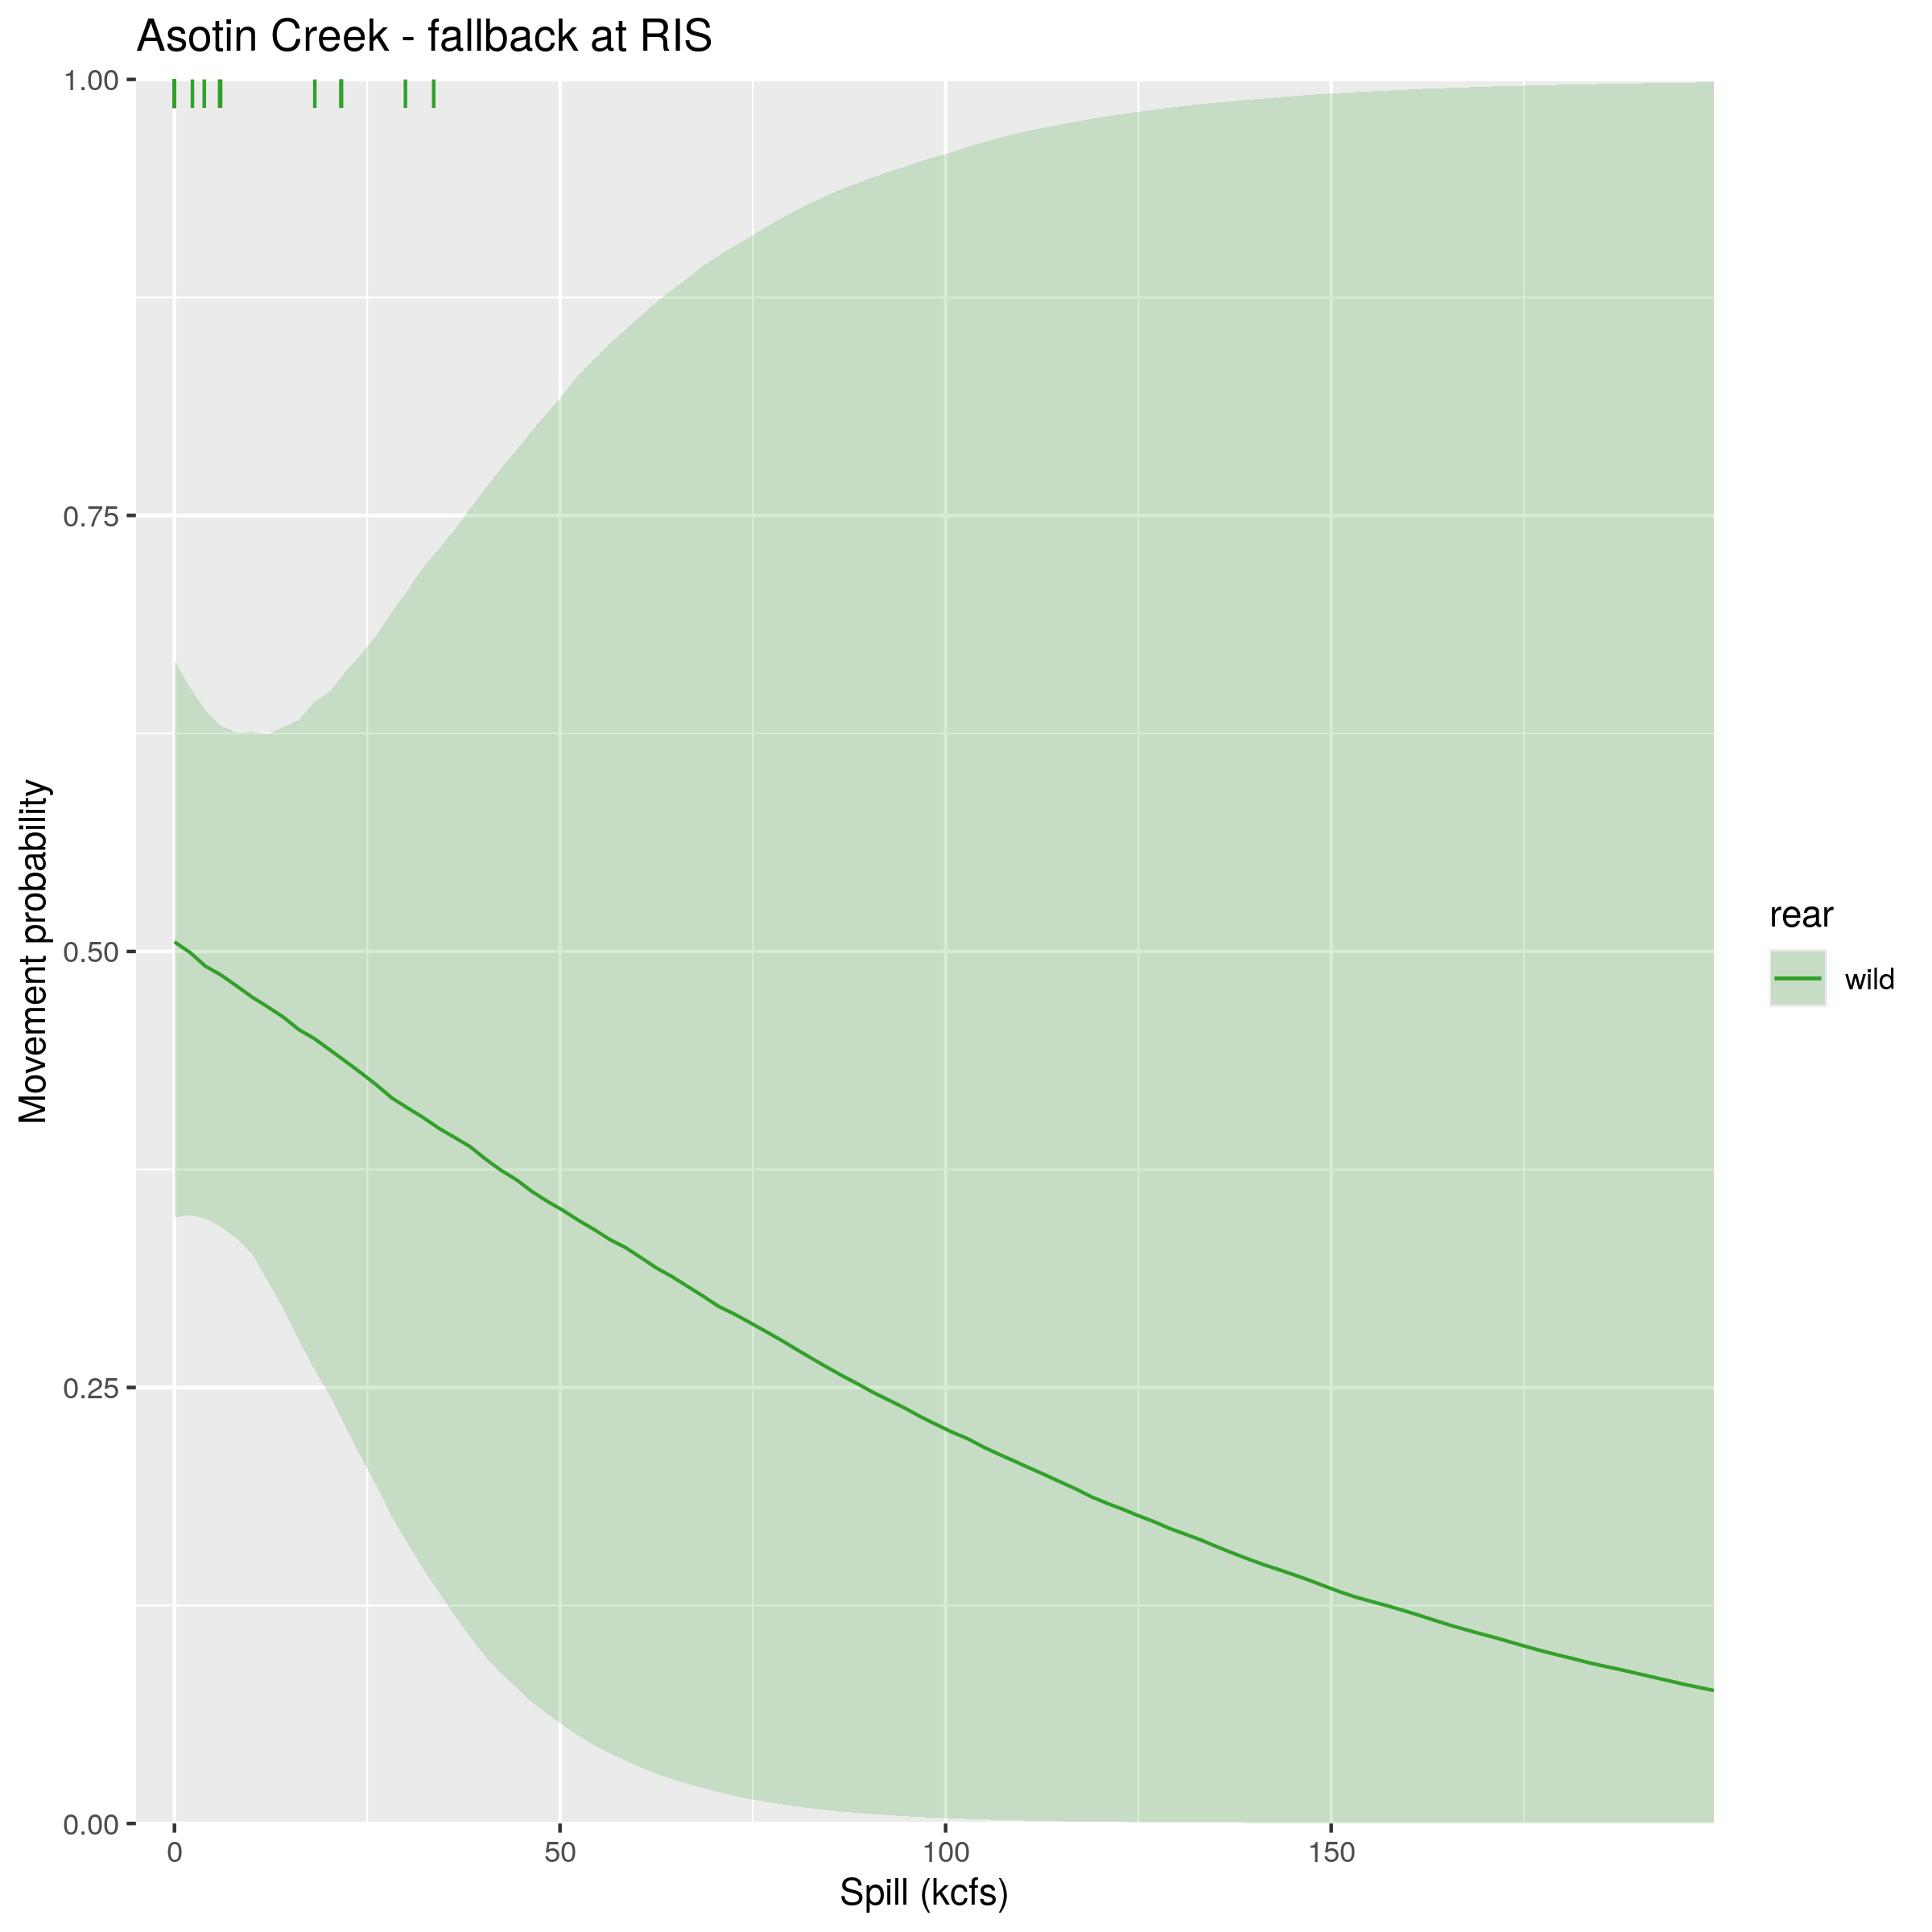 Asotin Creek - fallback at RIS
1.00
0.75
0.50
0.25
0.00
Movement probability
0
50
100
150
Spill (kcfs)
rear
wild